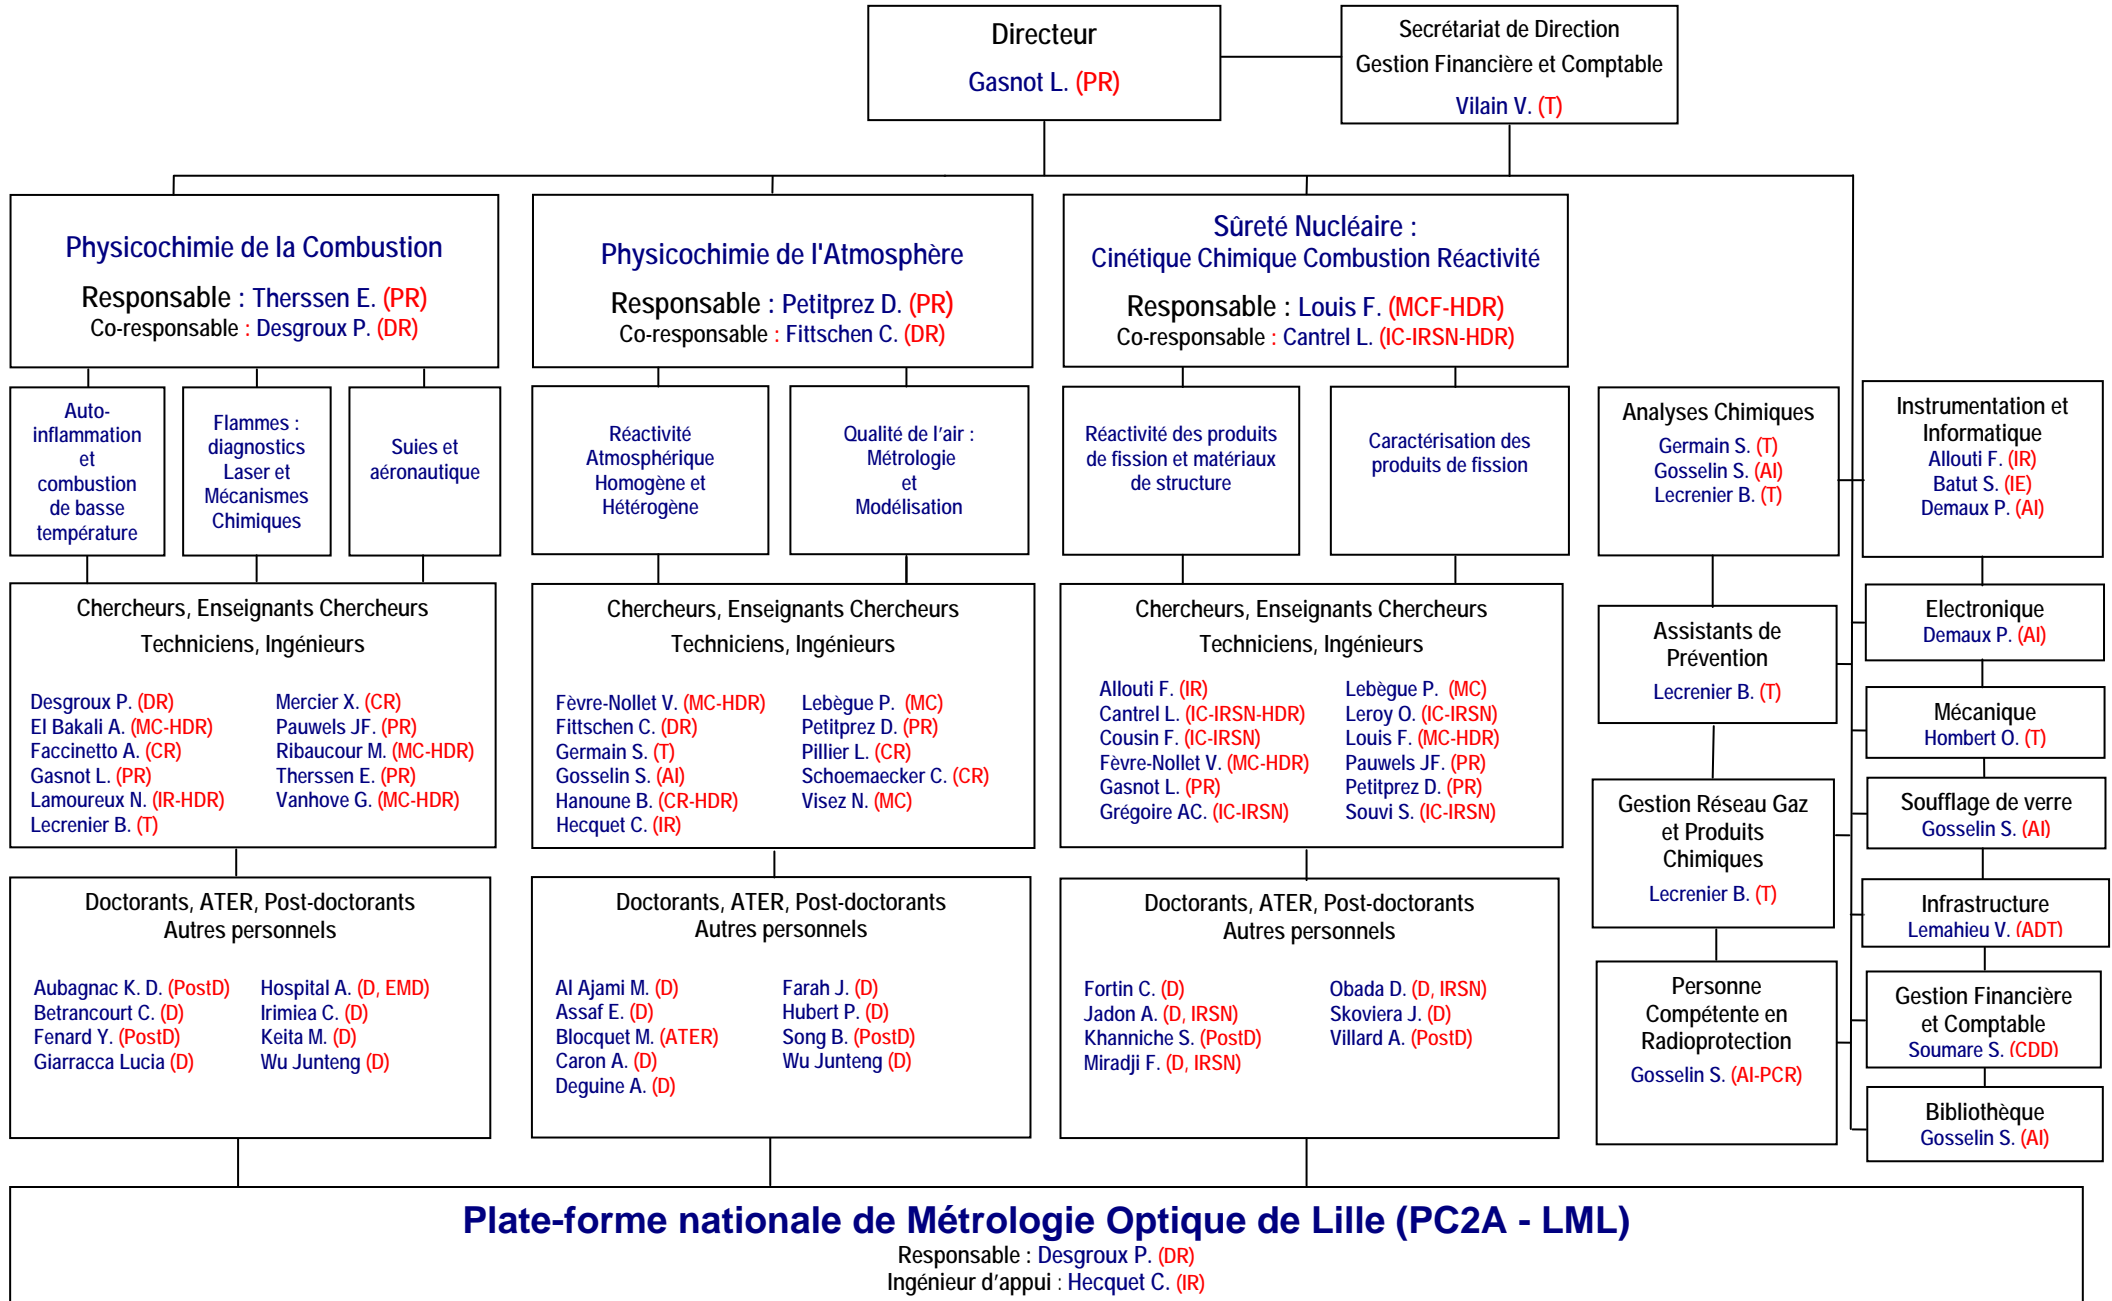 Directeur
Gasnot L. (PR)
Secrétariat de Direction
Gestion Financière et Comptable
Vilain V. (T)
Physicochimie de la Combustion
Responsable : Therssen E. (PR)
Co-responsable : Desgroux P. (DR)
Physicochimie de l'Atmosphère
Responsable : Petitprez D. (PR)
Co-responsable : Fittschen C. (DR)
Sûreté Nucléaire :
Cinétique Chimique Combustion Réactivité
Responsable : Louis F. (MCF-HDR)
Co-responsable : Cantrel L. (IC-IRSN-HDR)
Auto-
inflammation
et
combustion
de basse
température
Flammes :
diagnostics
Laser et
Mécanismes
Chimiques
Suies et
aéronautique
Réactivité
Atmosphérique
Homogène et
Hétérogène
Qualité de l'air :
Métrologie
et
Modélisation
Réactivité des produits
de fission et matériaux
de structure
Caractérisation des
produits de fission
Chercheurs, Enseignants Chercheurs
Techniciens, Ingénieurs
Desgroux P. (DR)
El Bakali A. (MC-HDR)
Faccinetto A. (CR)
Gasnot L. (PR)
Lamoureux N. (IR-HDR)
Lecrenier B. (T)
Mercier X. (CR)
Pauwels JF. (PR)
Ribaucour M. (MC-HDR)
Therssen E. (PR)
Vanhove G. (MC-HDR)
Chercheurs, Enseignants Chercheurs
Techniciens, Ingénieurs
Fèvre-Nollet V. (MC-HDR)
Fittschen C. (DR)
Germain S. (T)
Gosselin S. (AI)
Hanoune B. (CR-HDR)
Hecquet C. (IR)
Lebègue P. (MC)
Petitprez D. (PR)
Pillier L. (CR)
Schoemaecker C. (CR)
Visez N. (MC)
Chercheurs, Enseignants Chercheurs
Techniciens, Ingénieurs
Allouti F. (IR)
Cantrel L. (IC-IRSN-HDR)
Cousin F. (IC-IRSN)
Fèvre-Nollet V. (MC-HDR)
Gasnot L. (PR)
Grégoire AC. (IC-IRSN)
Lebègue P. (MC)
Leroy O. (IC-IRSN)
Louis F. (MC-HDR)
Pauwels JF. (PR)
Petitprez D. (PR)
Souvi S. (IC-IRSN)
Doctorants, ATER, Post-doctorants
Autres personnels
Aubagnac K. D. (PostD)
Betrancourt C. (D)
Fenard Y. (PostD)
Giarracca Lucia (D)
Hospital A. (D, EMD)
Irimiea C. (D)
Keita M. (D)
Wu Junteng (D)
Doctorants, ATER, Post-doctorants
Autres personnels
Al Ajami M. (D)
Assaf E. (D)
Blocquet M. (ATER)
Caron A. (D)
Deguine A. (D)
Farah J. (D)
Hubert P. (D)
Song B. (PostD)
Wu Junteng (D)
Doctorants, ATER, Post-doctorants
Autres personnels
Fortin C. (D)
Jadon A. (D, IRSN)
Khanniche S. (PostD)
Miradji F. (D, IRSN)
Obada D. (D, IRSN)
Skoviera J. (D)
Villard A. (PostD)
Analyses Chimiques
Germain S. (T)
Gosselin S. (AI)
Lecrenier B. (T)
Assistants de
Prévention
Lecrenier B. (T)
Gestion Réseau Gaz
et Produits
Chimiques
Lecrenier B. (T)
Personne
Compétente en
Radioprotection
Gosselin S. (AI-PCR)
Instrumentation et
Informatique
Allouti F. (IR)
Batut S. (IE)
Demaux P. (AI)
Electronique
Demaux P. (AI)
Mécanique
Hombert O. (T)
Soufflage de verre
Gosselin S. (AI)
Infrastructure
Lemahieu V. (ADT)
Gestion Financière
et Comptable
Soumare S. (CDD)
Bibliothèque
Gosselin S. (AI)
Plate-forme nationale de Métrologie Optique de Lille (PC2A - LML)
Responsable : Desgroux P. (DR)
Ingénieur d'appui : Hecquet C. (IR)